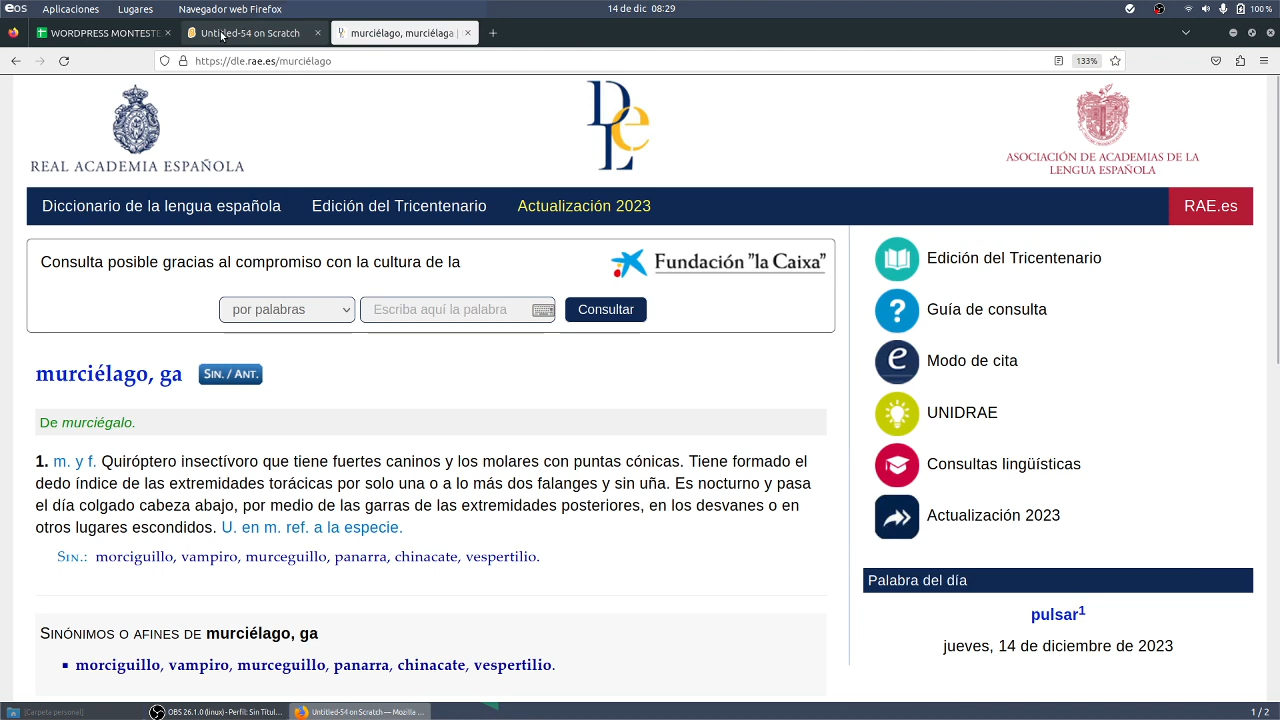 eos Aplicaciones Lugares Navegador web Firefox 14 de dic 08:29 100 %
WORDPRESS MONTESTE Untitled-54 on Scratch murciélago, murciélaga |
https://dle.rae.es/murciélago 133%
REAL ACADEMIA ESPAÑOLA
DLE
ASOCIACIÓN DE ACADEMIAS DE LA
LENGUA ESPAÑOLA
Diccionario de la lengua española Edición del Tricentenario Actualización 2023 RAE.es
Consulta posible gracias al compromiso con la cultura de la Fundación "la Caixa"
por palabras Escriba aquí la palabra Consultar
murciélago, ga SIN. / ANT.
De murciégalo.
1. m. y f. Quiróptero insectívoro que tiene fuertes caninos y los molares con puntas cónicas. Tiene formado el
dedo índice de las extremidades torácicas por solo una o a lo más dos falanges y sin uña. Es nocturno y pasa
el día colgado cabeza abajo, por medio de las garras de las extremidades posteriores, en los desvanes o en
otros lugares escondidos. U. en m. ref. a la especie.
SIN.: morciguillo, vampiro, murceguillo, panarra, chinacate, vespertilio.
SINÓNIMOS O AFINES DE murciélago, ga
morciguillo, vampiro, murceguillo, panarra, chinacate, vespertilio.
Edición del Tricentenario
Guía de consulta
Modo de cita
UNIDRAE
Consultas lingüísticas
Actualización 2023
Palabra del día
pulsar1
jueves, 14 de diciembre de 2023
[Carpeta personal] OBS 26.1.0 (linux) - Perfil: Sin Titul... Untitled-54 on Scratch — Mozilla ... 1 / 2